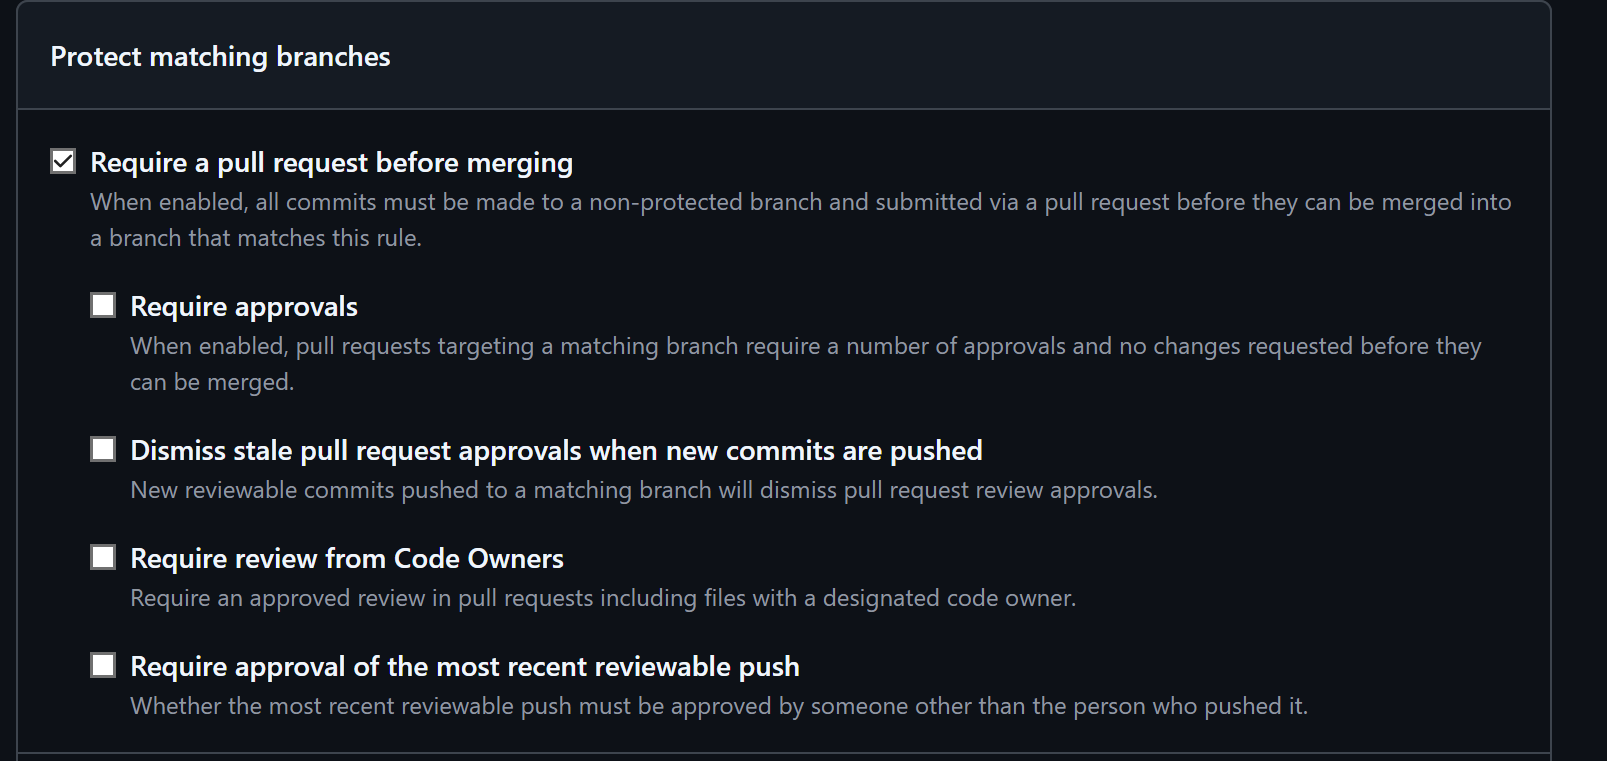 Protect matching branches
Require a pull request before merging
When enabled, all commits must be made to a non-protected branch and submitted via a pull request before they can be merged into
a branch that matches this rule.
Require approvals
When enabled, pull requests targeting a matching branch require a number of approvals and no changes requested before they
can be merged.
Dismiss stale pull request approvals when new commits are pushed
New reviewable commits pushed to a matching branch will dismiss pull request review approvals.
Require review from Code Owners
Require an approved review in pull requests including files with a designated code owner.
Require approval of the most recent reviewable push
Whether the most recent reviewable push must be approved by someone other than the person who pushed it.